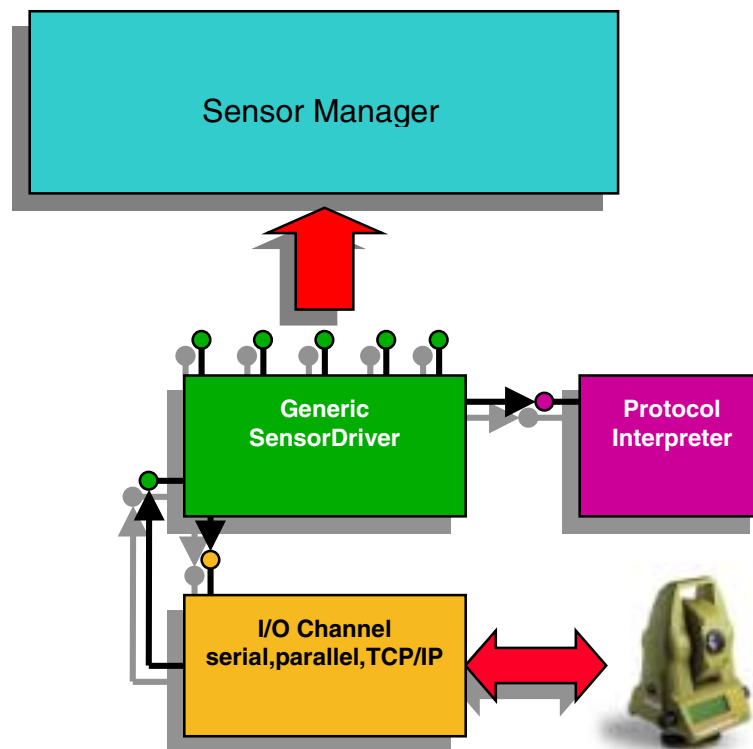 Sensor Manager
Generic
SensorDriver
Protocol
Interpreter
I/O Channel
serial,parallel,TCP/IP